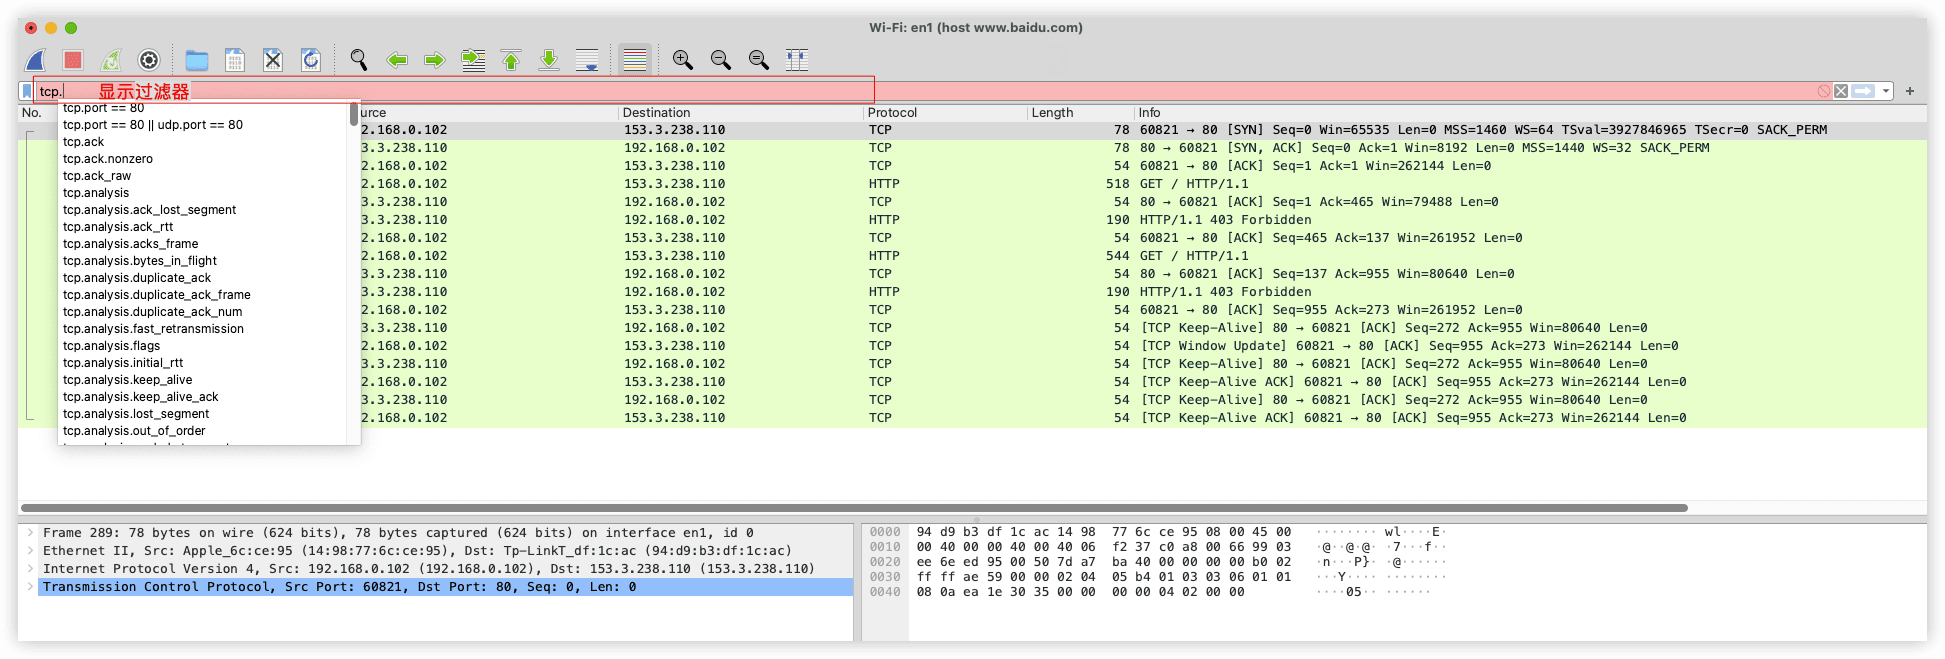 Wi-Fi: en1 (host www.baidu.com)
tcp. 显示过滤器
No. urce Destination Protocol Length Info
tcp.port == 80
tcp.port == 80 || udp.port == 80
tcp.ack
tcp.ack.nonzero
tcp.ack_raw
tcp.analysis
tcp.analysis.ack_lost_segment
tcp.analysis.ack_rtt
tcp.analysis.acks_frame
tcp.analysis.bytes_in_flight
tcp.analysis.duplicate_ack
tcp.analysis.duplicate_ack_frame
tcp.analysis.duplicate_ack_num
tcp.analysis.fast_retransmission
tcp.analysis.flags
tcp.analysis.initial_rtt
tcp.analysis.keep_alive
tcp.analysis.keep_alive_ack
tcp.analysis.lost_segment
tcp.analysis.out_of_order
2.168.0.102 153.3.238.110 TCP 78 60821 → 80 [SYN] Seq=0 Win=65535 Len=0 MSS=1460 WS=64 TSval=3927846965 TSecr=0 SACK_PERM
3.3.238.110 192.168.0.102 TCP 78 80 → 60821 [SYN, ACK] Seq=0 Ack=1 Win=8192 Len=0 MSS=1440 WS=32 SACK_PERM
2.168.0.102 153.3.238.110 TCP 54 60821 → 80 [ACK] Seq=1 Ack=1 Win=262144 Len=0
2.168.0.102 153.3.238.110 HTTP 518 GET / HTTP/1.1
3.3.238.110 192.168.0.102 TCP 54 80 → 60821 [ACK] Seq=1 Ack=465 Win=79488 Len=0
3.3.238.110 192.168.0.102 HTTP 190 HTTP/1.1 403 Forbidden
2.168.0.102 153.3.238.110 TCP 54 60821 → 80 [ACK] Seq=465 Ack=137 Win=261952 Len=0
2.168.0.102 153.3.238.110 HTTP 544 GET / HTTP/1.1
3.3.238.110 192.168.0.102 TCP 54 80 → 60821 [ACK] Seq=137 Ack=955 Win=80640 Len=0
3.3.238.110 192.168.0.102 HTTP 190 HTTP/1.1 403 Forbidden
2.168.0.102 153.3.238.110 TCP 54 60821 → 80 [ACK] Seq=955 Ack=273 Win=261952 Len=0
3.3.238.110 192.168.0.102 TCP 54 [TCP Keep-Alive] 80 → 60821 [ACK] Seq=272 Ack=955 Win=80640 Len=0
2.168.0.102 153.3.238.110 TCP 54 [TCP Window Update] 60821 → 80 [ACK] Seq=955 Ack=273 Win=262144 Len=0
3.3.238.110 192.168.0.102 TCP 54 [TCP Keep-Alive] 80 → 60821 [ACK] Seq=272 Ack=955 Win=80640 Len=0
2.168.0.102 153.3.238.110 TCP 54 [TCP Keep-Alive ACK] 60821 → 80 [ACK] Seq=955 Ack=273 Win=262144 Len=0
3.3.238.110 192.168.0.102 TCP 54 [TCP Keep-Alive] 80 → 60821 [ACK] Seq=272 Ack=955 Win=80640 Len=0
2.168.0.102 153.3.238.110 TCP 54 [TCP Keep-Alive ACK] 60821 → 80 [ACK] Seq=955 Ack=273 Win=262144 Len=0
Frame 289: 78 bytes on wire (624 bits), 78 bytes captured (624 bits) on interface en1, id 0
Ethernet II, Src: Apple_6c:ce:95 (14:98:77:6c:ce:95), Dst: Tp-LinkT_df:1c:ac (94:d9:b3:df:1c:ac)
Internet Protocol Version 4, Src: 192.168.0.102 (192.168.0.102), Dst: 153.3.238.110 (153.3.238.110)
Transmission Control Protocol, Src Port: 60821, Dst Port: 80, Seq: 0, Len: 0
0000 94 d9 b3 df 1c ac 14 98 77 6c ce 95 08 00 45 00 ········ wl····E·
0010 00 40 00 00 40 00 40 06 f2 37 c0 a8 00 66 99 03 ·@··@·@· ·7···f··
0020 ee 6e ed 95 00 50 7d a7 ba 40 00 00 00 00 b0 02 ·n···P}· ·@······
0030 ff ff ae 59 00 00 02 04 05 b4 01 03 03 06 01 01 ···Y···· ········
0040 08 0a ea 1e 30 35 00 00 00 00 04 02 00 00 ····05·· ······